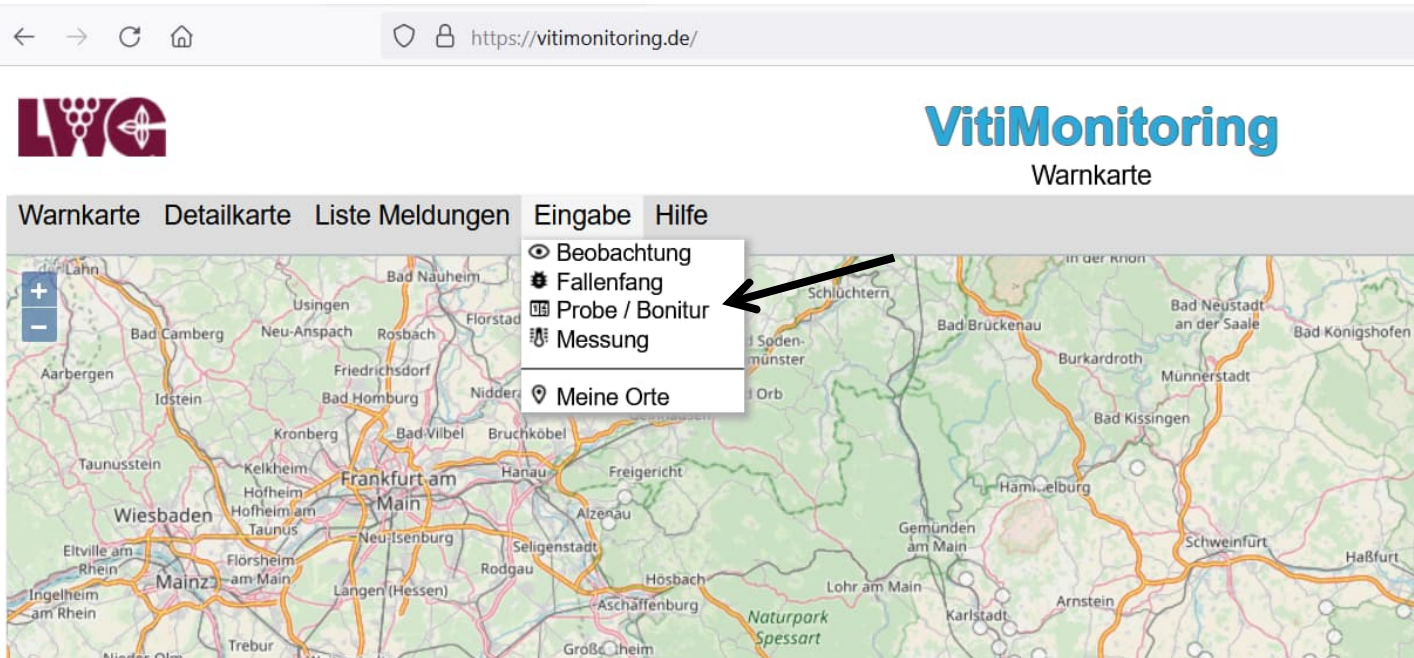 https://vitimonitoring.de/
LWG
VitiMonitoring
Warnkarte
Warnkarte Detailkarte Liste Meldungen Eingabe Hilfe
Beobachtung
Fallenfang
Probe / Bonitur
Messung
Meine Orte
+
−
Bad Nauheim
Usingen
Schlüchtern
Bad Neustadt
an der Saale
Bad Camberg
Neu-Anspach
Rosbach
Florstad
Bad Brückenau
Bad Königshofen
Aarbergen
Friedrichsdorf
Burkardroth
Münnerstadt
Idstein
Bad Homburg
Bad Kissingen
Kronberg
Bad Vilbel
Bruchköbel
Taunusstein
Kelkheim
Frankfurt am
Main
Hanau
Freigericht
Hofheim
Hofheim am
Taunus
Wiesbaden
Alzenau
Neu-Isenburg
Seligenstadt
Gemünden
am Main
Schweinfurt
Haßfurt
Eltville am
Rhein
Flörsheim
am Main
Mainz
Rodgau
Langen (Hessen)
Hösbach
Lohr am Main
Ingelheim
am Rhein
Aschaffenburg
Naturpark
Spessart
Karlstadt
Arnstein
Trebur